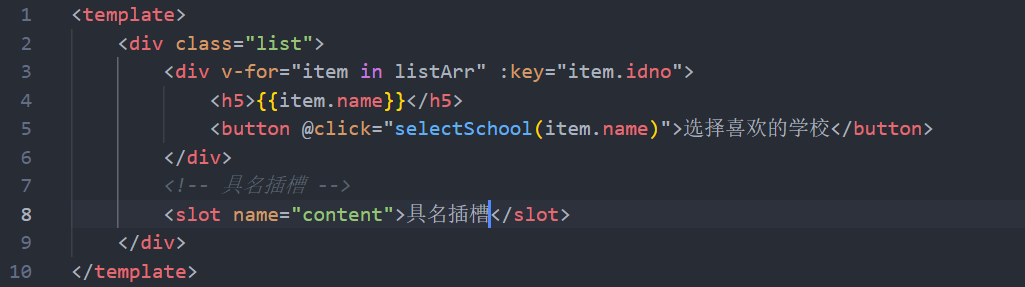 1 <template>
2 <div class="list">
3 <div v-for="item in listArr" :key="item.idno">
4 <h5>{{item.name}}</h5>
5 <button @click="selectSchool(item.name)">选择喜欢的学校</button>
6 </div>
7 <!-- 具名插槽 -->
8 <slot name="content">具名插槽</slot>
9 </div>
10 </template>